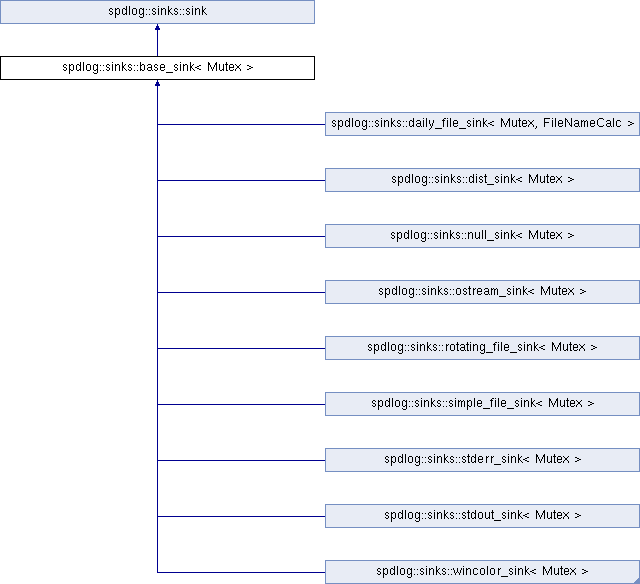 spdlog::sinks::sink
spdlog::sinks::base_sink< Mutex >
spdlog::sinks::daily_file_sink< Mutex, FileNameCalc >
spdlog::sinks::dist_sink< Mutex >
spdlog::sinks::null_sink< Mutex >
spdlog::sinks::ostream_sink< Mutex >
spdlog::sinks::rotating_file_sink< Mutex >
spdlog::sinks::simple_file_sink< Mutex >
spdlog::sinks::stderr_sink< Mutex >
spdlog::sinks::stdout_sink< Mutex >
spdlog::sinks::wincolor_sink< Mutex >